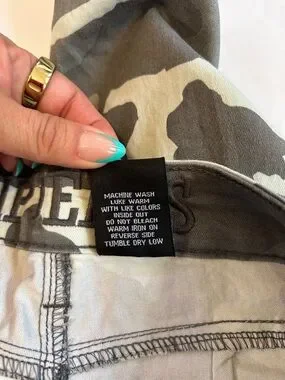 MACHINE WASH
LUKE WARM
WITH LIKE COLORS
INSIDE OUT
DO NOT BLEACH
WARM IRON ON
REVERSE SIDE
TUMBLE DRY LOW